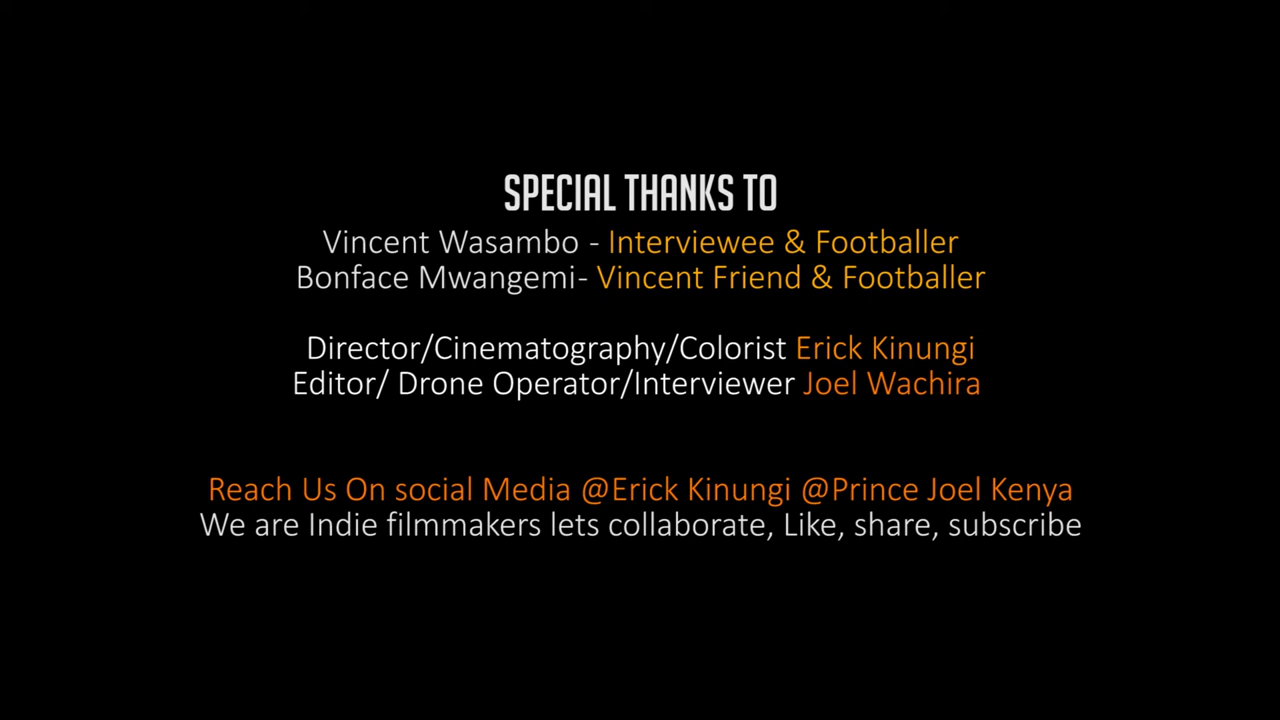 SPECIAL THANKS TO
Vincent Wasambo - Interviewee & Footballer
Bonface Mwangemi- Vincent Friend & Footballer
Director/Cinematography/Colorist Erick Kinungi
Editor/ Drone Operator/Interviewer Joel Wachira
Reach Us On social Media @Erick Kinungi @Prince Joel Kenya
We are Indie filmmakers lets collaborate, Like, share, subscribe